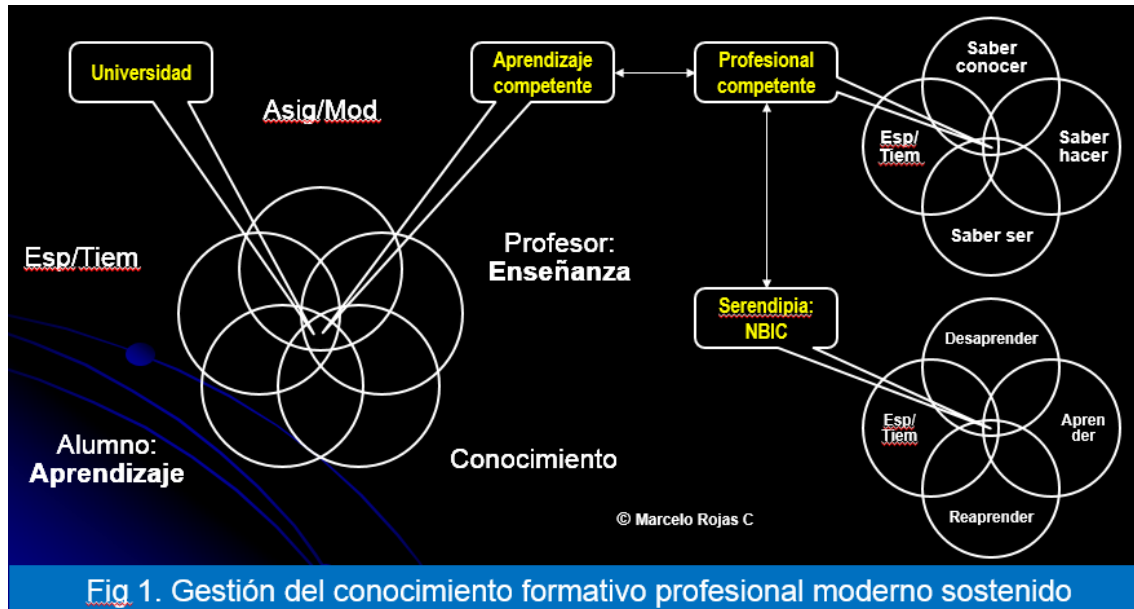 Universidad
Asig/Mod
Aprendizaje
competente
Profesional
competente
Saber
conocer
Esp/
Tiem
Saber
hacer
Saber ser
Esp/Tiem
Profesor:
Enseñanza
Alumno:
Aprendizaje
Conocimiento
Serendipia:
NBIC
Desaprender
Esp/
Tiem
Apren
der
Reaprender
© Marcelo Rojas C
Fig 1. Gestión del conocimiento formativo profesional moderno sostenido